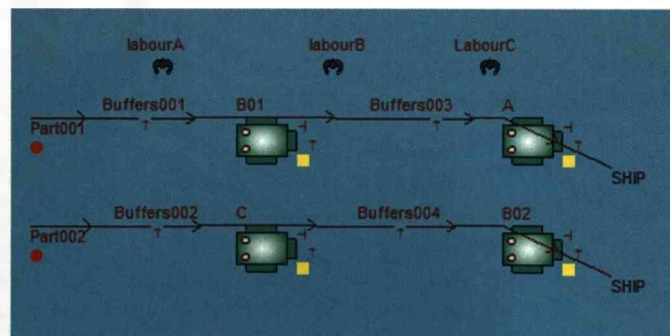 labourA labourB LabourC
Buffers001 B01 Buffers003 A
Part001
SHIP
Buffers002 C Buffers004 B02
Part002
SHIP